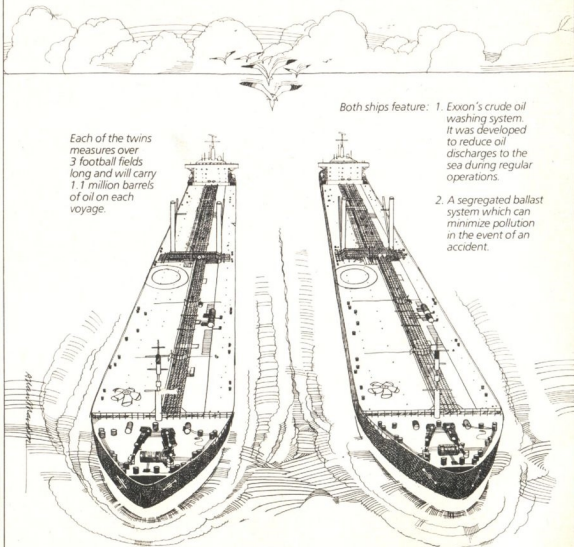 Each of the twins
measures over
3 football fields
long and will carry
1.1 million barrels
of oil on each
voyage.
Both ships feature: 1. Exxon's crude oil
washing system.
It was developed
to reduce oil
discharges to the
sea during regular
operations.
2. A segregated ballast
system which can
minimize pollution
in the event of an
accident.